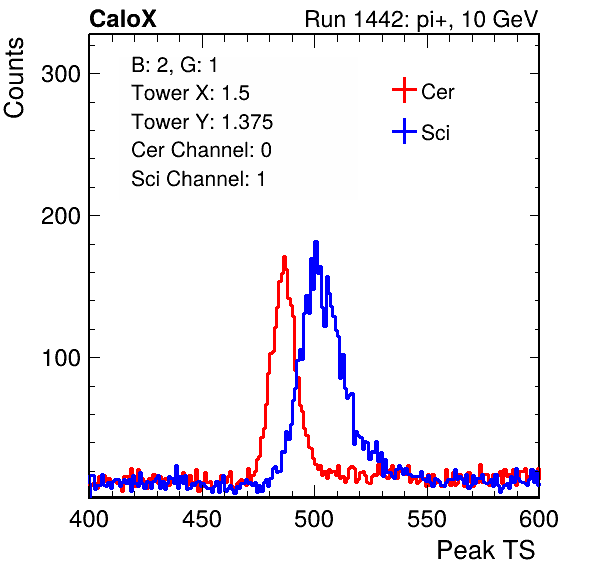 CaloX Run 1442: pi+, 10 GeV
Counts
B: 2, G: 1
Tower X: 1.5
Tower Y: 1.375
Cer Channel: 0
Sci Channel: 1
Cer
Sci
300
200
100
400 450 500 550 600
Peak TS